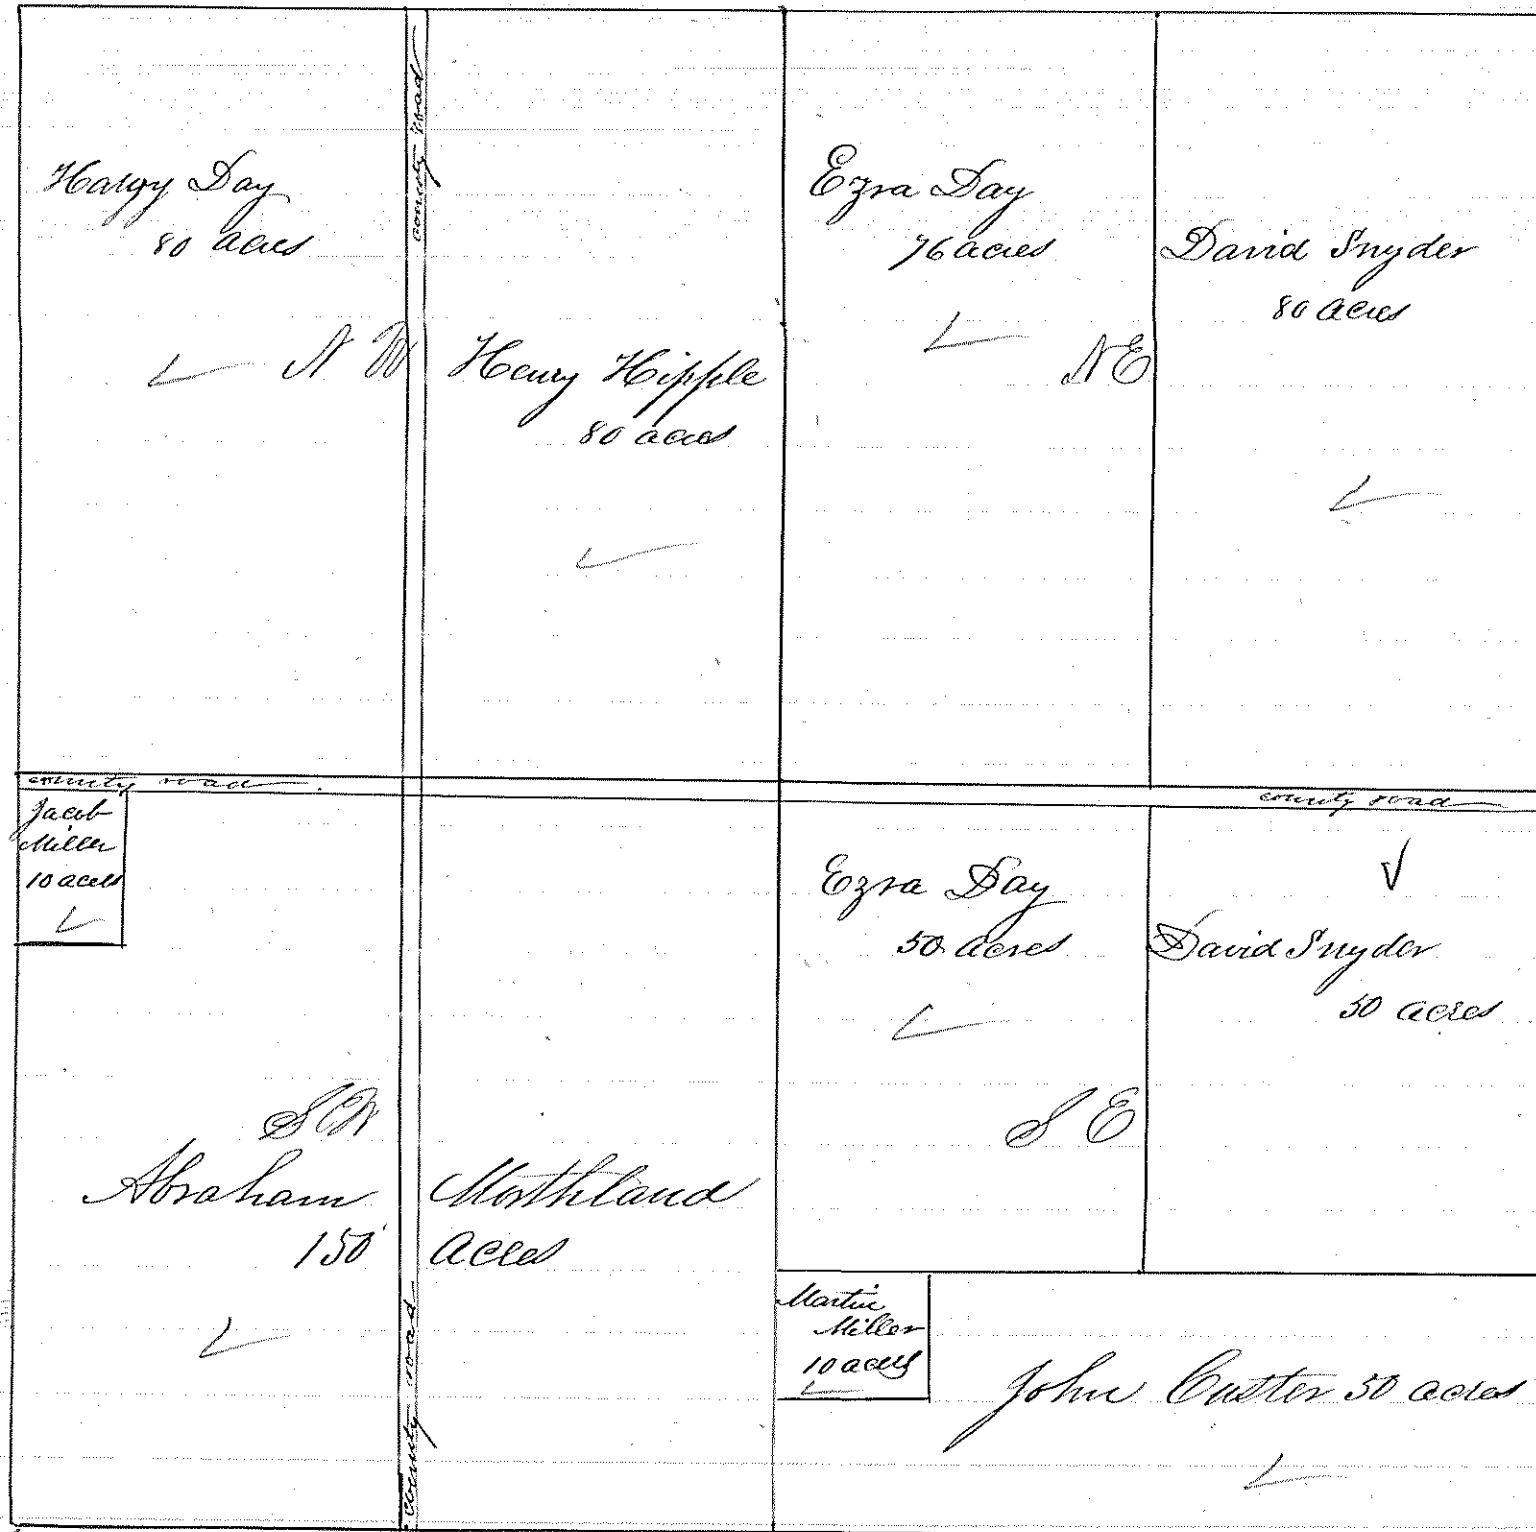 county road
Hargy Day
80 acres
N W
Henry Hipple
80 acres
Ezra Day
76 acres
N E
David Snyder
80 acres
county road
county road
Jacob
Miller
10 acres
S W
Abraham Morthland
150 acres
county road
Ezra Day
50 acres
S E
David Snyder
50 acres
Martin
Miller
10 acres
John Custer 50 acres